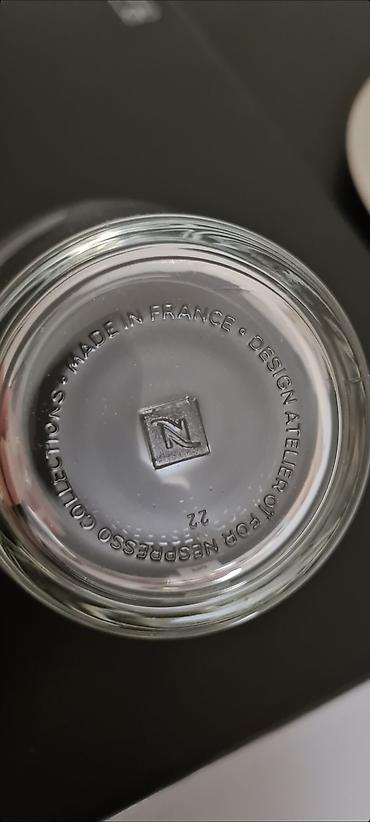 MADE IN FRANCE • DESIGN ATELIER OÏ FOR NESPRESSO COLLECTIONS •
N
22